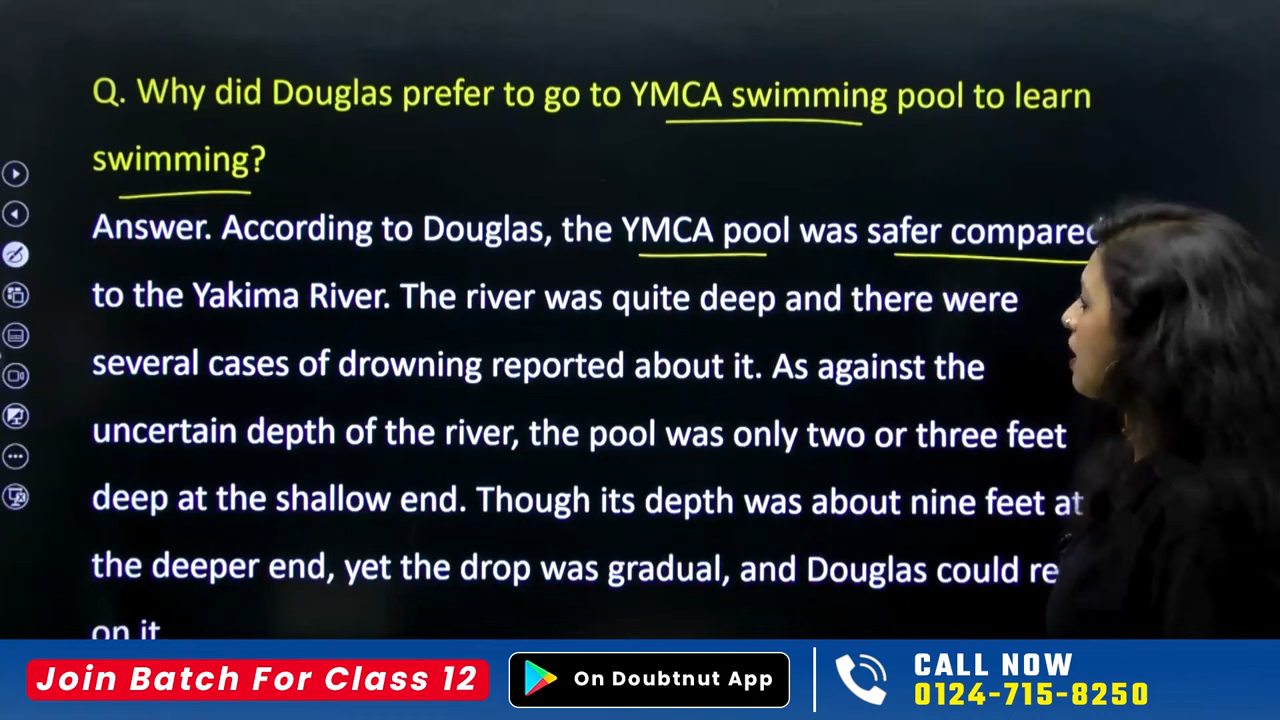 Q. Why did Douglas prefer to go to YMCA swimming pool to learn
swimming?
Answer. According to Douglas, the YMCA pool was safer compared
to the Yakima River. The river was quite deep and there were
several cases of drowning reported about it. As against the
uncertain depth of the river, the pool was only two or three feet
deep at the shallow end. Though its depth was about nine feet at
the deeper end, yet the drop was gradual, and Douglas could
on it
Join Batch For Class 12
On Doubtnut App
CALL NOW
0124-715-8250